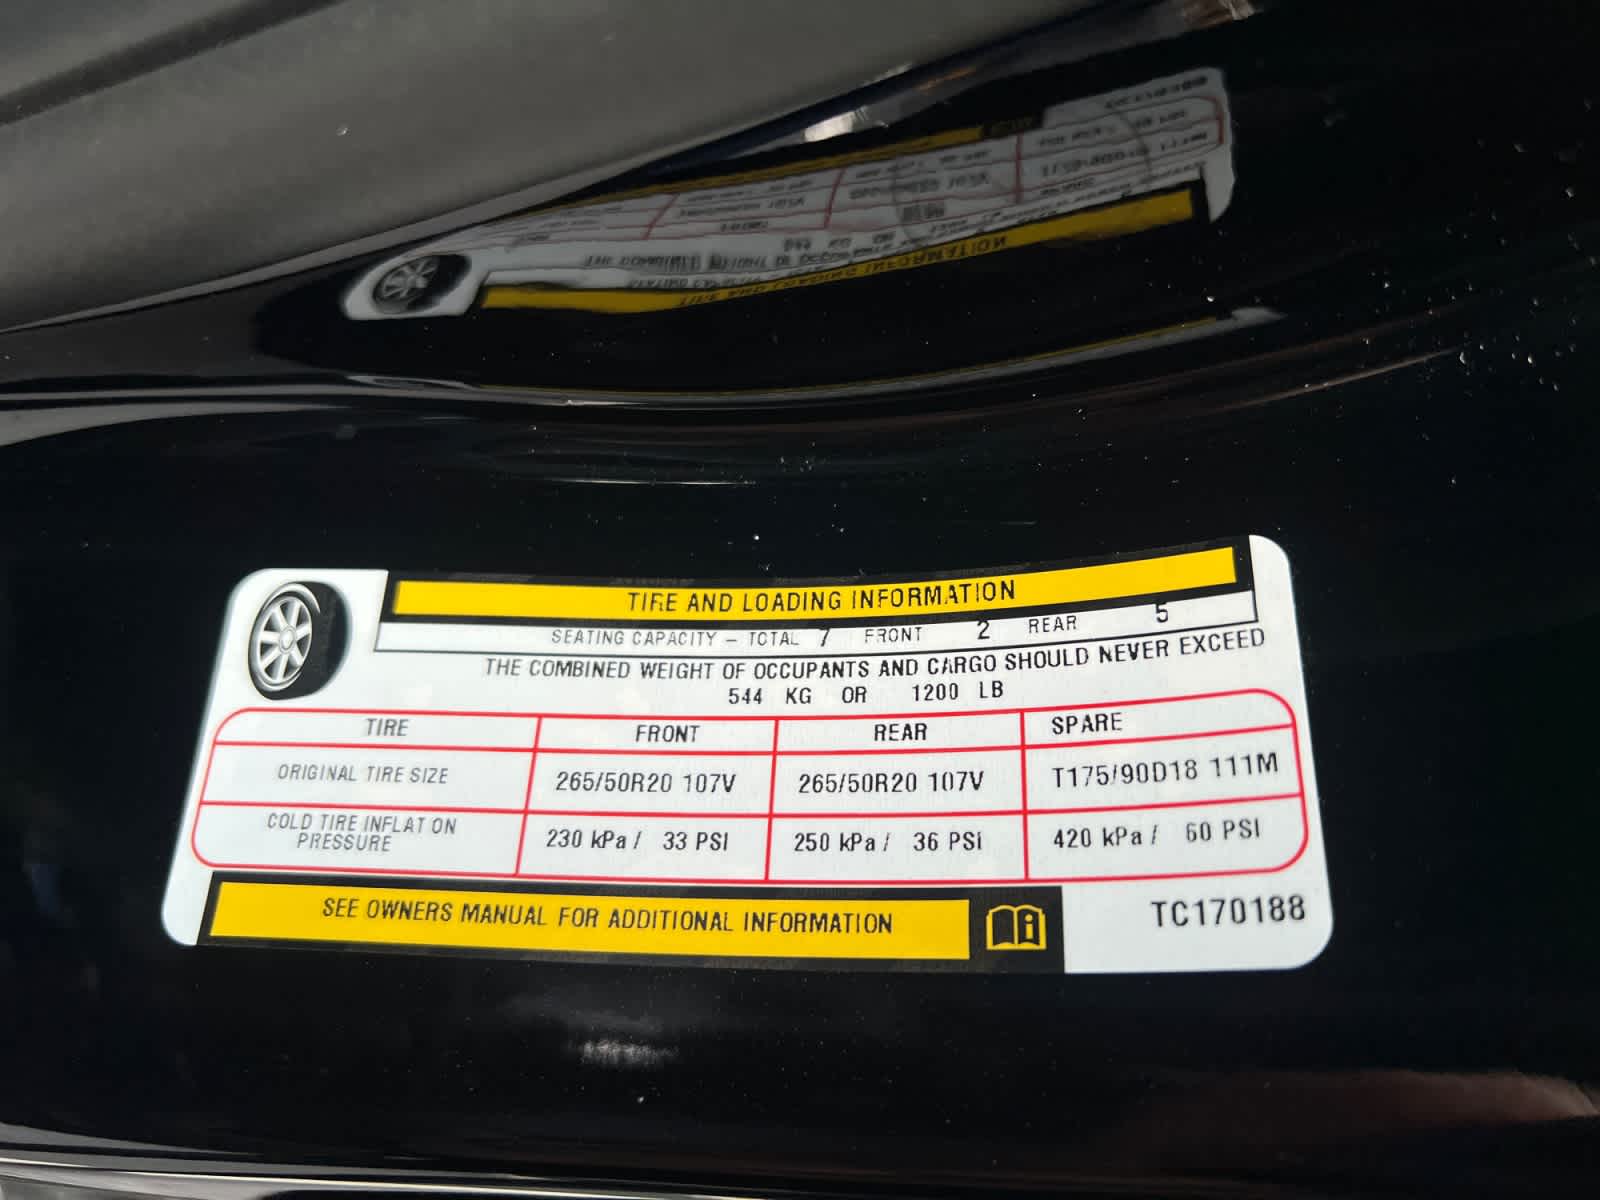 TIRE AND LOADING INFORMATION
SEATING CAPACITY – TOTAL 7 FRONT 2 REAR 5
THE COMBINED WEIGHT OF OCCUPANTS AND CARGO SHOULD NEVER EXCEED
544 KG OR 1200 LB
TIRE FRONT REAR SPARE
ORIGINAL TIRE SIZE 265/50R20 107V 265/50R20 107V T175/90D18 111M
COLD TIRE INFLATION
PRESSURE 230 kPa / 33 PSI 250 kPa / 36 PSI 420 kPa / 60 PSI
SEE OWNERS MANUAL FOR ADDITIONAL INFORMATION
TC170188